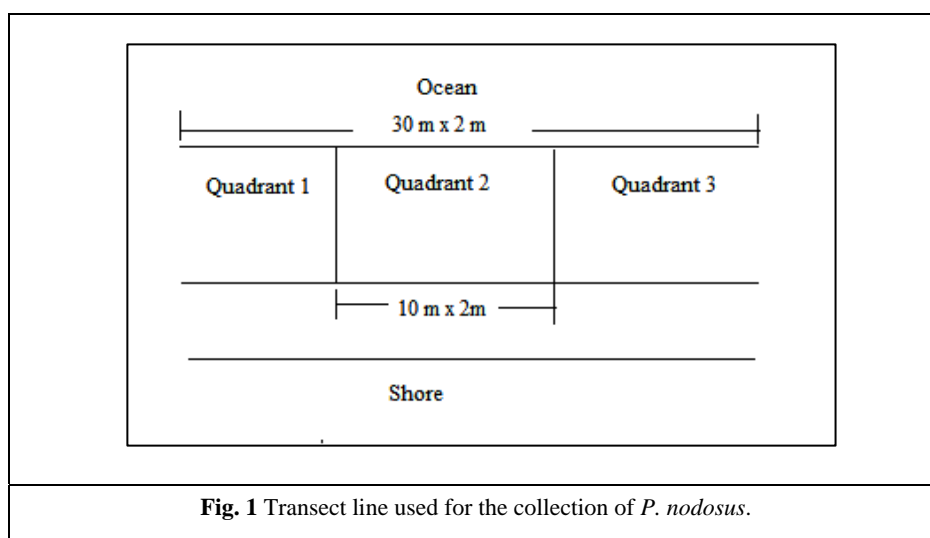 Ocean
30 m x 2 m
Quadrant 1
Quadrant 2
Quadrant 3
10 m x 2m
Shore
Fig. 1 Transect line used for the collection of P. nodosus.